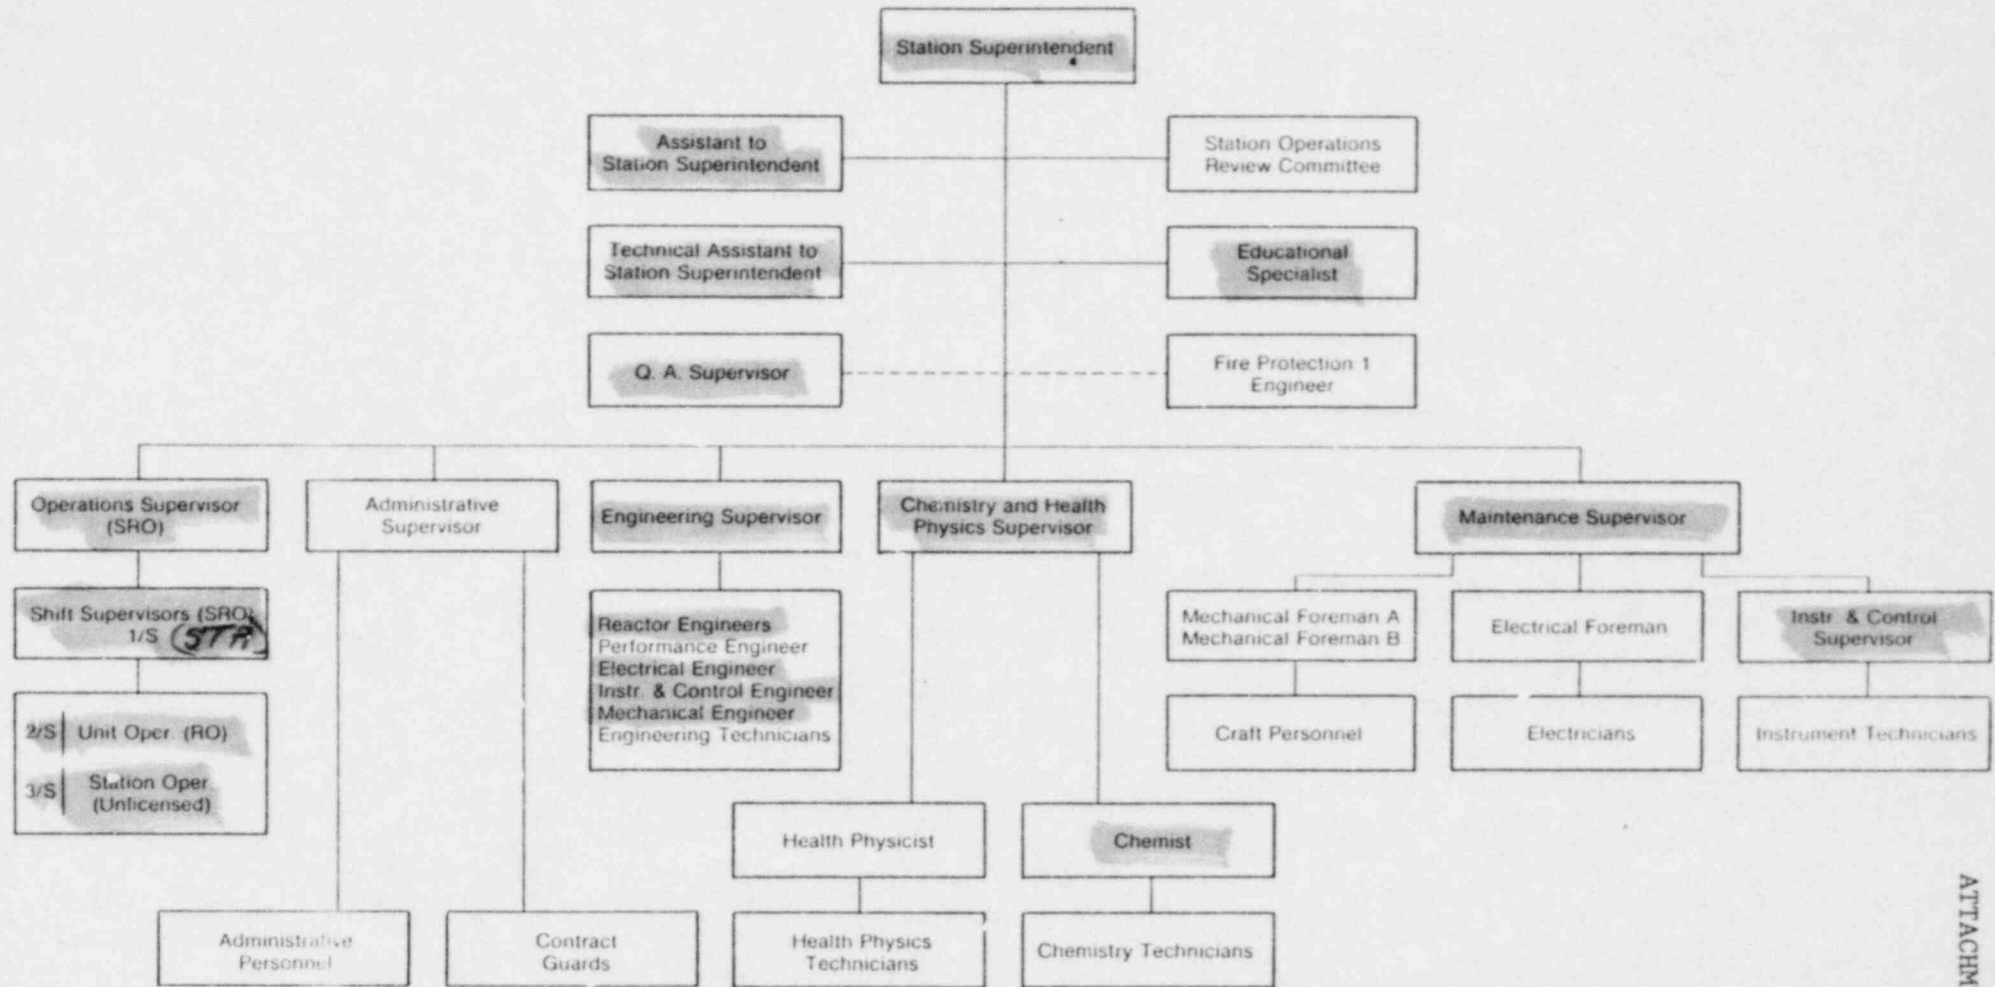 Station Superintendent
Assistant to
Station Superintendent
Station Operations
Review Committee
Technical Assistant to
Station Superintendent
Educational
Specialist
Q. A. Supervisor
Fire Protection 1
Engineer
Operations Supervisor
(SRO)
Administrative
Supervisor
Engineering Supervisor
Chemistry and Health
Physics Supervisor
Maintenance Supervisor
Shift Supervisors (SRO)
1/S
2/S Unit Oper. (RO)
3/S Station Oper
(Unlicensed)
Reactor Engineers
Performance Engineer
Electrical Engineer
Instr. & Control Engineer
Mechanical Engineer
Engineering Technicians
Mechanical Foreman A
Mechanical Foreman B
Electrical Foreman
Instr & Control
Supervisor
Craft Personnel
Electricians
Instrument Technicians
Health Physicist
Chemist
Administrative
Personnel
Contract
Guards
Health Physics
Technicians
Chemistry Technicians
ATTACHM